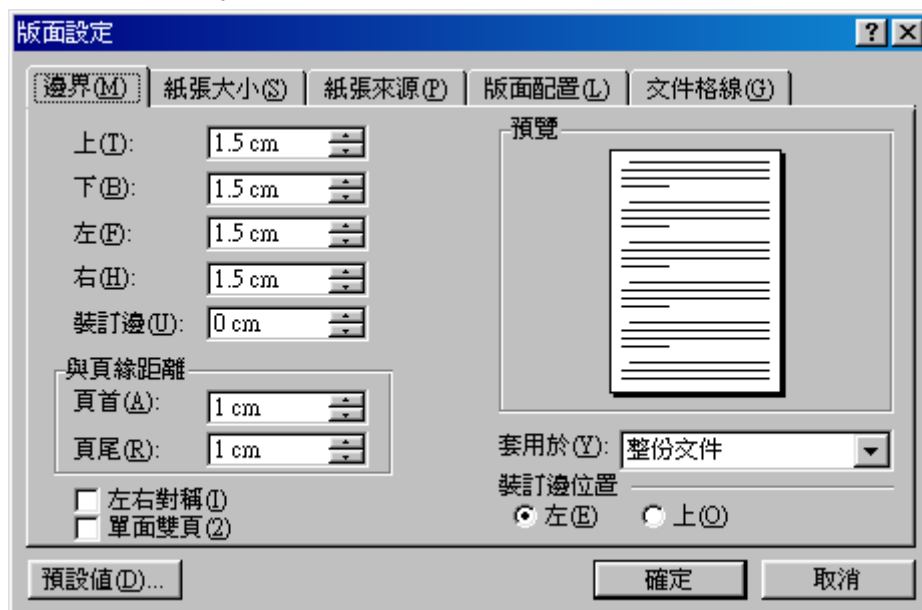 版面設定
邊界(M) 紙張大小(S) 紙張來源(P) 版面配置(L) 文件格線(G)
上(T): 1.5 cm
下(B): 1.5 cm
左(F): 1.5 cm
右(H): 1.5 cm
裝訂邊(U): 0 cm
與頁緣距離
頁首(A): 1 cm
頁尾(R): 1 cm
左右對稱(I)
單面雙頁(2)
預覽
套用於(Y): 整份文件
裝訂邊位置
左(E) 上(O)
預設值(D)... 確定 取消